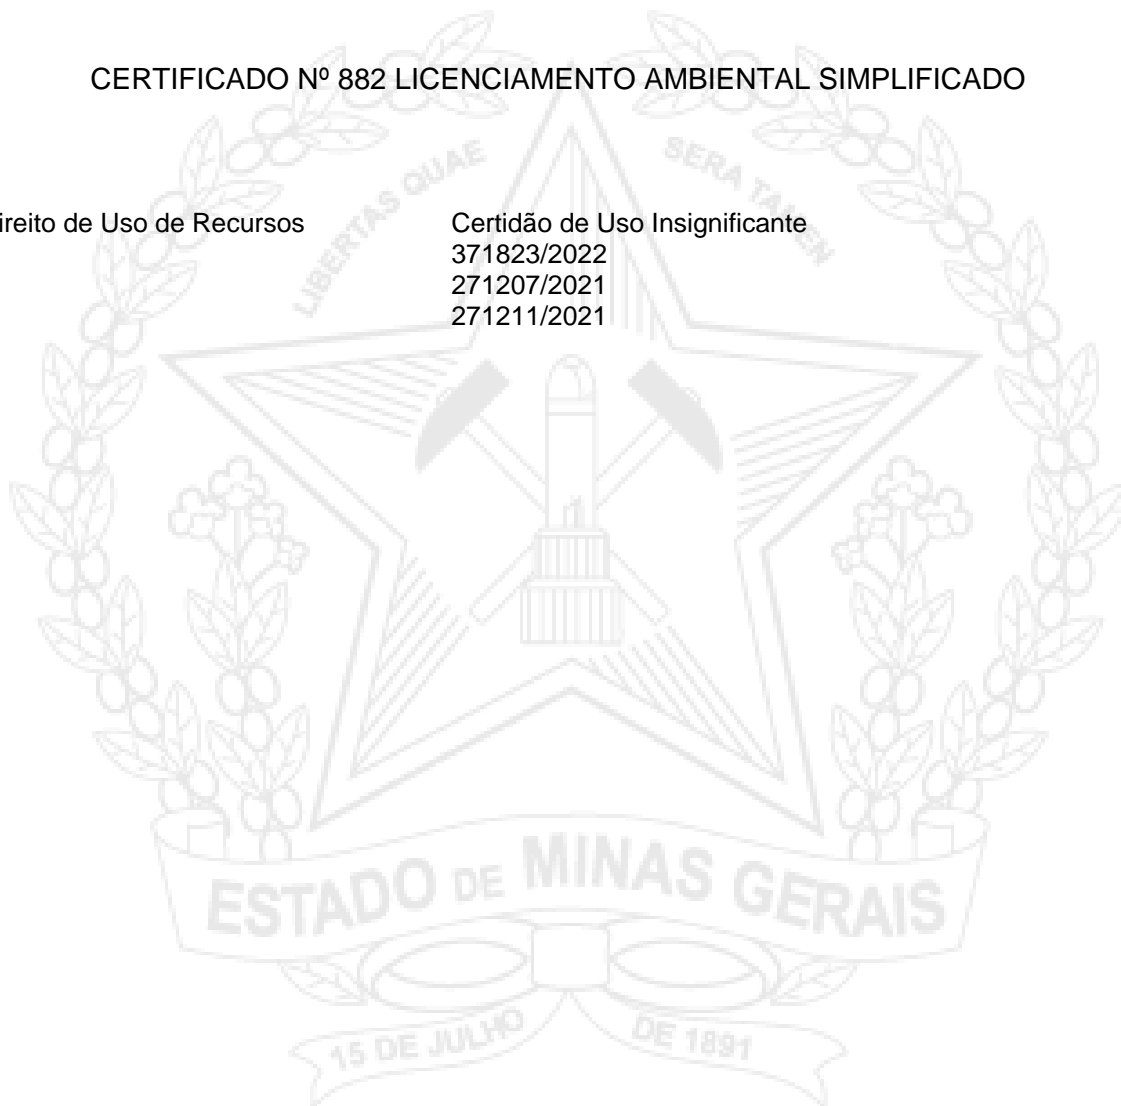 CERTIFICADO Nº 882 LICENCIAMENTO AMBIENTAL SIMPLIFICADO
LIBERTAS QUAE SERA TAMEN
ireito de Uso de Recursos Certidão de Uso Insignificante
371823/2022
271207/2021
271211/2021
ESTADO DE MINAS GERAIS
15 DE JULHO DE 1891